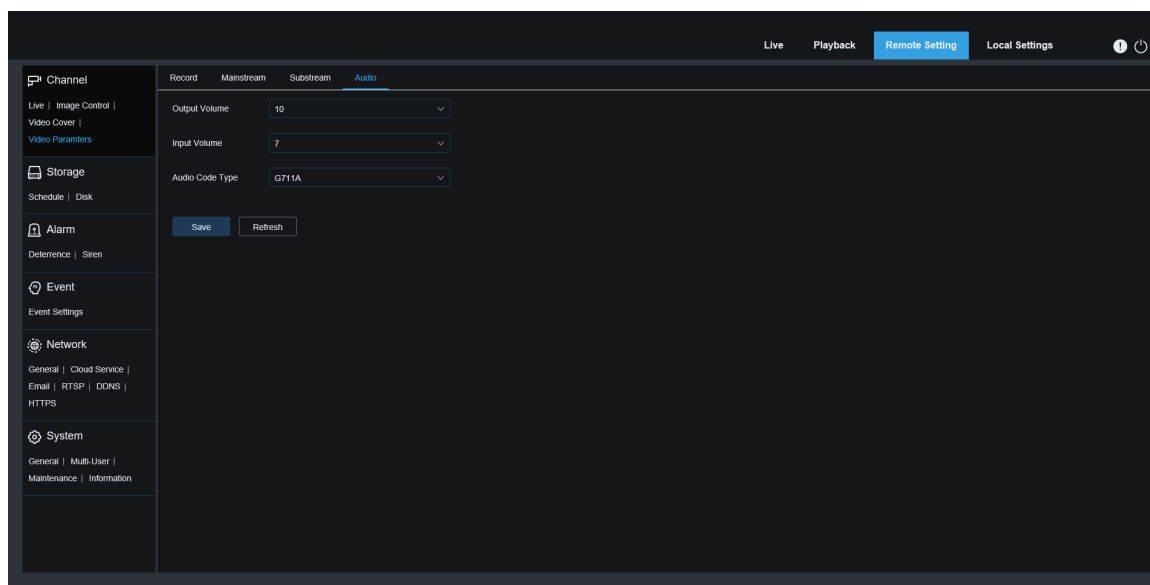 Live Playback Remote Setting Local Settings
Channel
Live | Image Control |
Video Cover |
Video Paramters
Storage
Schedule | Disk
Alarm
Deterrence | Siren
Event
Event Settings
Network
General | Cloud Service |
Email | RTSP | DDNS |
HTTPS
System
General | Multi-User |
Maintenance | Information
Record Mainstream Substream Audio
Output Volume 10
Input Volume 7
Audio Code Type G711A
Save Refresh